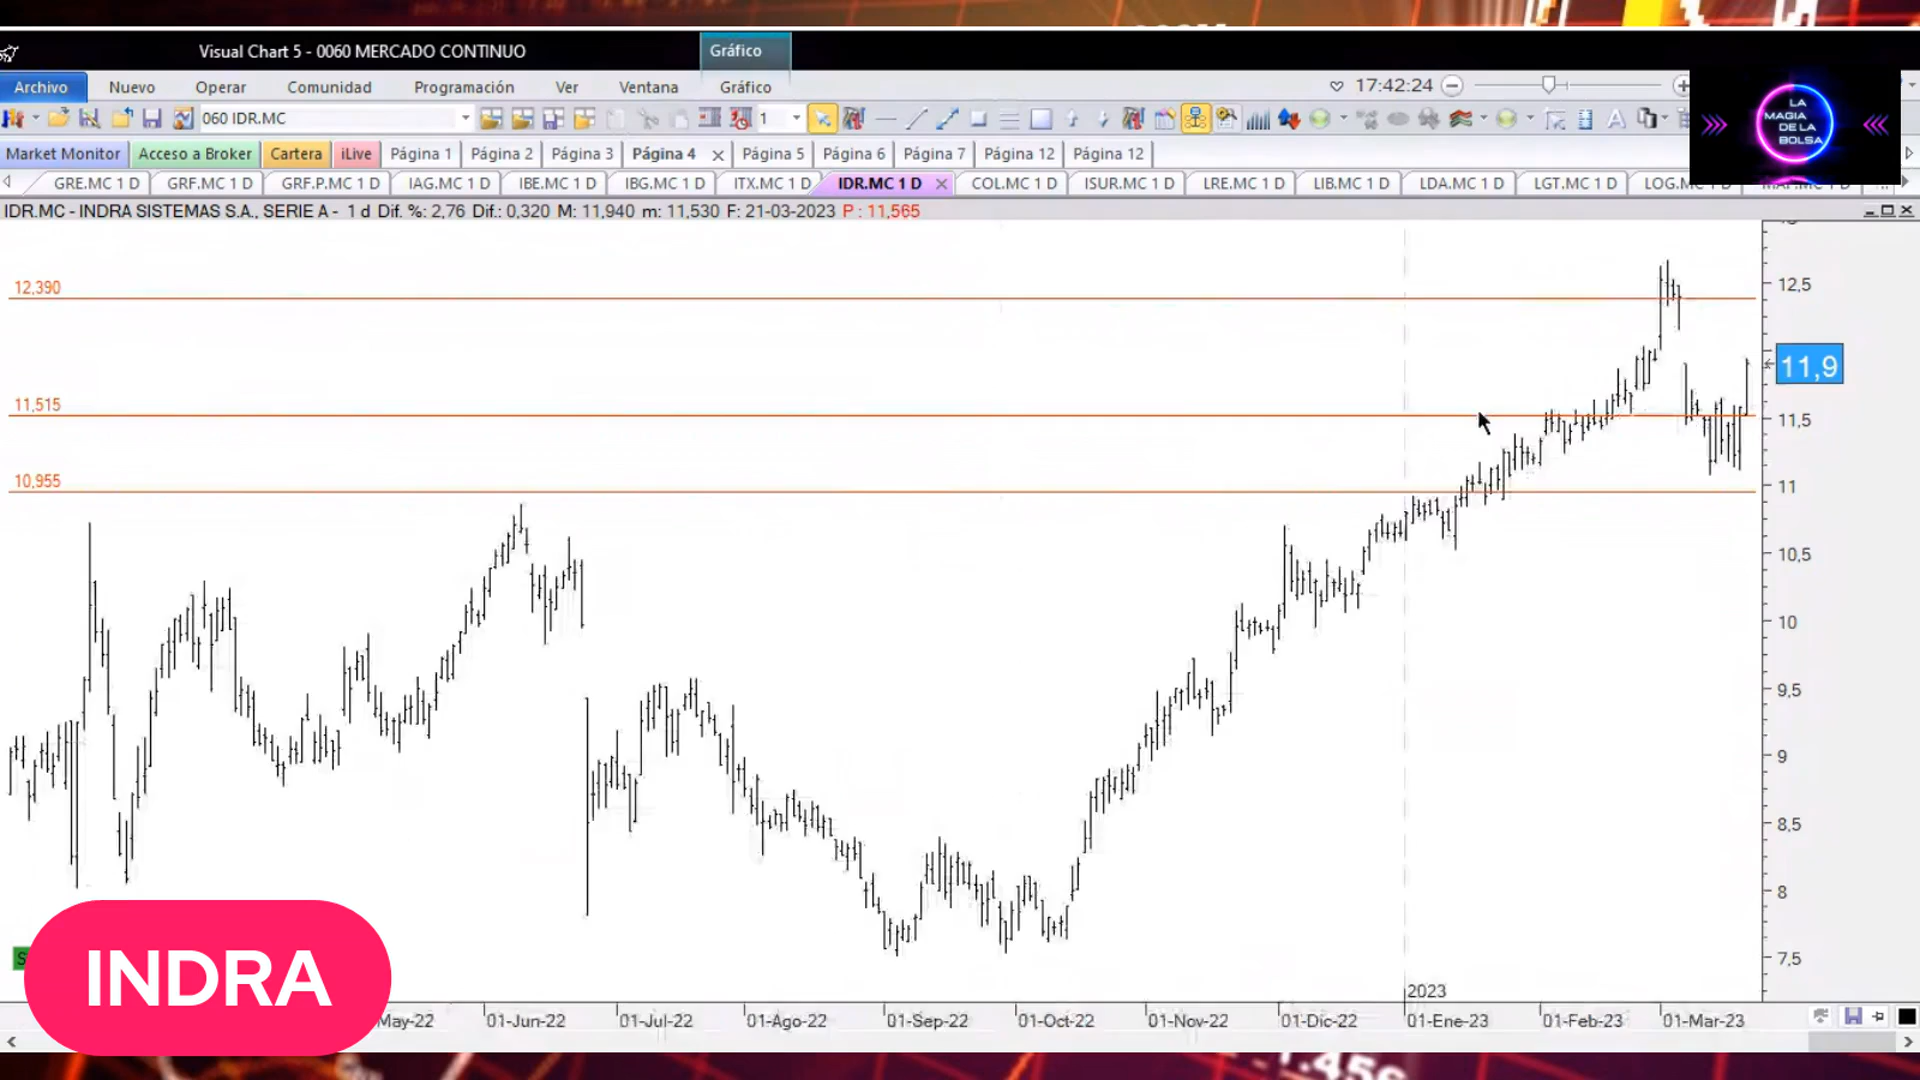 Visual Chart 5 - 0060 MERCADO CONTINUO
Gráfico
Archivo Nuevo Operar Comunidad Programación Ver Ventana Gráfico 17:42:24
060 IDR.MC 1
Market Monitor Acceso a Broker Cartera iLive Página 1 Página 2 Página 3 Página 4 Página 5 Página 6 Página 7 Página 12 Página 12
GRE.MC 1 D GRF.MC 1 D GRF.P.MC 1 D IAG.MC 1 D IBE.MC 1 D IBG.MC 1 D ITX.MC 1 D IDR.MC 1 D COL.MC 1 D ISUR.MC 1 D LRE.MC 1 D LIB.MC 1 D LDA.MC 1 D LGT.MC 1 D
LA
MAGIA
DE LA
BOLSA
IDR.MC - INDRA SISTEMAS S.A., SERIE A - 1 d Dif. %: 2,76 Dif.: 0,320 M: 11,940 m: 11,530 F: 21-03-2023 P : 11,565
12,390
11,515
10,955
12,5
11,9
11,5
11
10,5
10
9,5
9
8,5
8
7,5
2023
May-22 01-Jun-22 01-Jul-22 01-Ago-22 01-Sep-22 01-Oct-22 01-Nov-22 01-Dic-22 01-Ene-23 01-Feb-23 01-Mar-23
INDRA